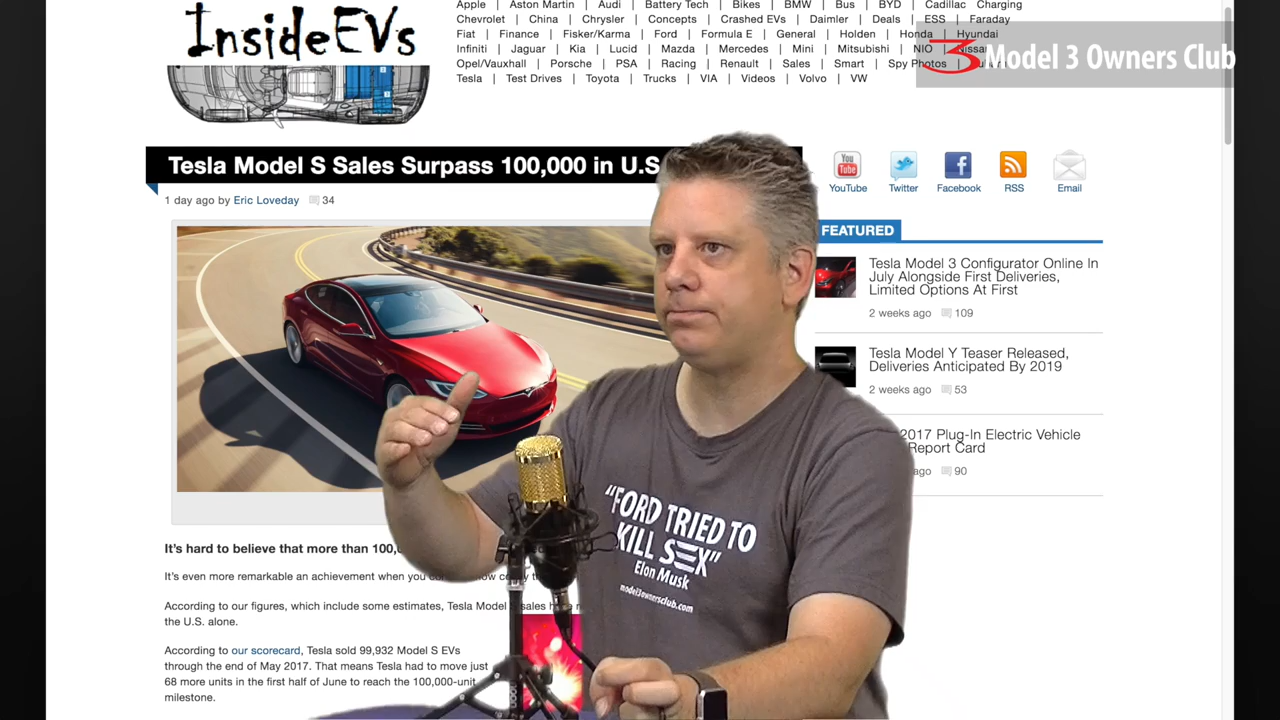 InsideEVs
Apple | Aston Martin | Audi | Battery Tech | Bikes | BMW | Bus | BYD | Cadillac | Charging
Chevrolet | China | Chrysler | Concepts | Crashed EVs | Daimler | Deals | ESS | Faraday
Fiat | Finance | Fisker/Karma | Ford | Formula E | General | Holden | Honda | Hyundai
Infiniti | Jaguar | Kia | Lucid | Mazda | Mercedes | Mini | Mitsubishi | NIO | Nissan
Opel/Vauxhall | Porsche | PSA | Racing | Renault | Sales | Smart | Spy Photos
Tesla | Test Drives | Toyota | Trucks | VIA | Videos | Volvo | VW
3 Model 3 Owners Club
Tesla Model S Sales Surpass 100,000 in U.S.
1 day ago by Eric Loveday 34
YouTube Twitter Facebook RSS Email
FEATURED
Tesla Model 3 Configurator Online In
July Alongside First Deliveries,
Limited Options At First
2 weeks ago 109
Tesla Model Y Teaser Released,
Deliveries Anticipated By 2019
2 weeks ago 53
2017 Plug-In Electric Vehicle
Report Card
ago 90
"FORD TRIED TO
KILL SEX"
Elon Musk
model3ownersclub.com
It's hard to believe that more than 100,
It's even more remarkable an achievement when you
According to our figures, which include some estimates, Tesla Model S sales
the U.S. alone.
According to our scorecard, Tesla sold 99,932 Model S EVs
through the end of May 2017. That means Tesla had to move just
68 more units in the first half of June to reach the 100,000-unit
milestone.